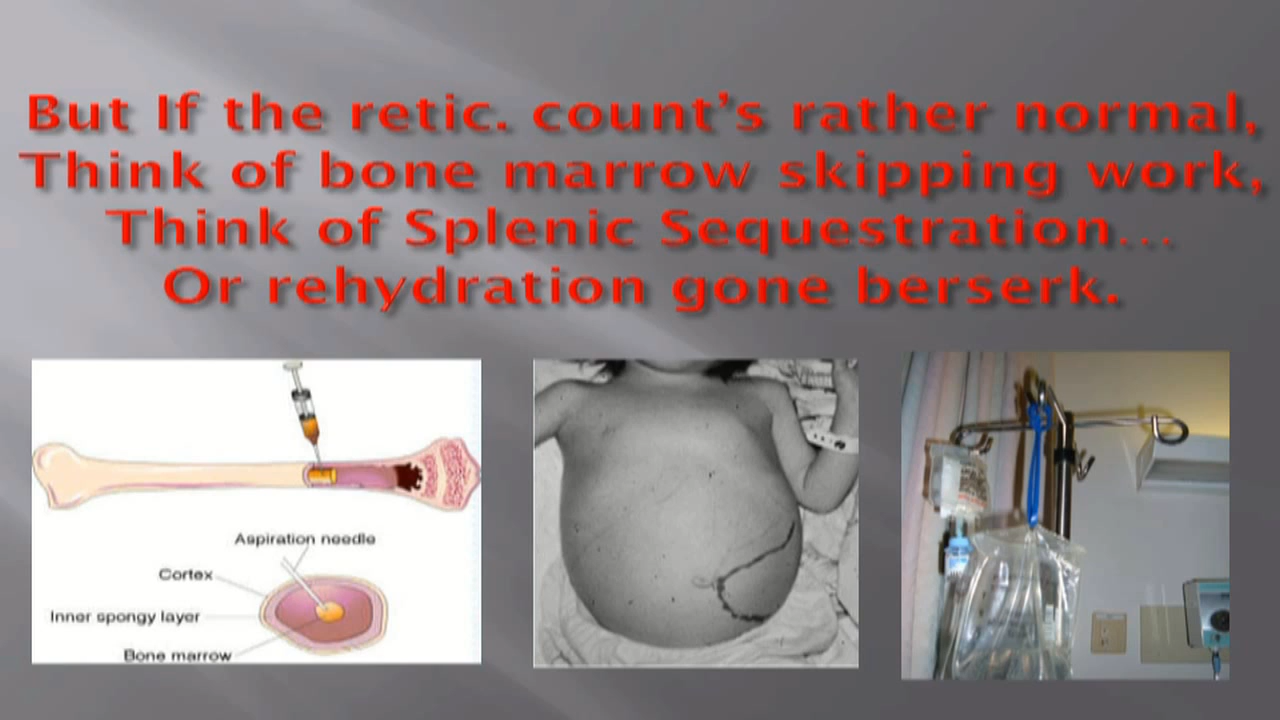 But If the retic. count’s rather normal,
Think of bone marrow skipping work,
Think of Splenic Sequestration...
Or rehydration gone berserk.
Aspiration needle
Cortex
Inner spongy layer
Bone marrow